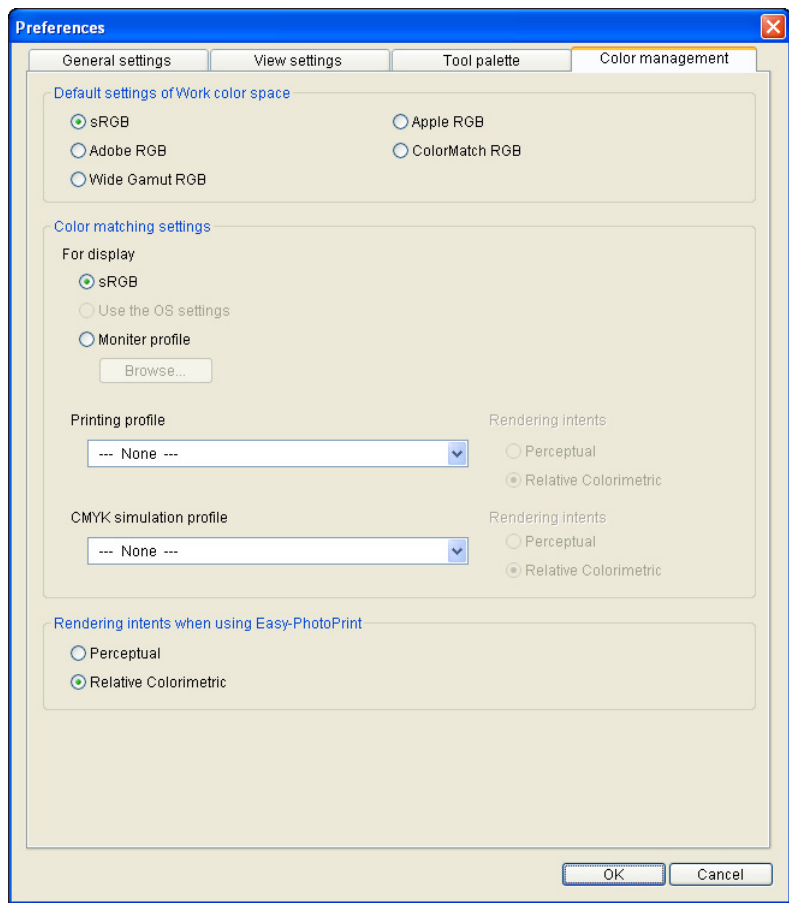 Preferences
General settings View settings Tool palette Color management
Default settings of Work color space
sRGB Apple RGB
Adobe RGB ColorMatch RGB
Wide Gamut RGB
Color matching settings
For display
sRGB
Use the OS settings
Moniter profile
Browse...
Printing profile Rendering intents
--- None --- Perceptual
Relative Colorimetric
CMYK simulation profile Rendering intents
--- None --- Perceptual
Relative Colorimetric
Rendering intents when using Easy-PhotoPrint
Perceptual
Relative Colorimetric
OK Cancel